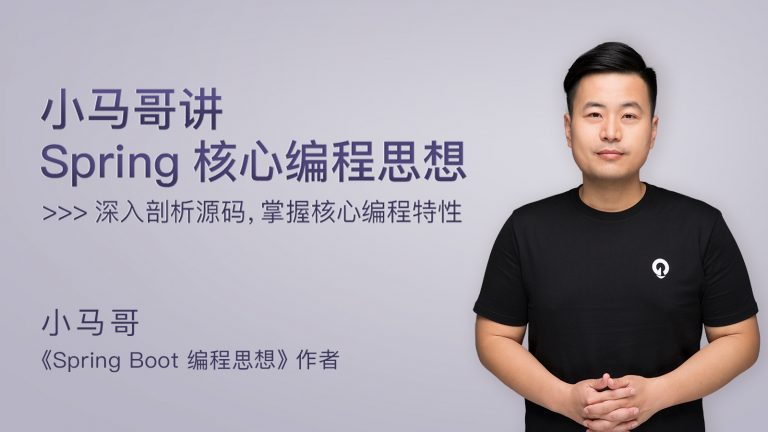 小马哥讲
Spring 核心编程思想
>>> 深入剖析源码, 掌握核心编程特性
小马哥
《Spring Boot 编程思想》作者